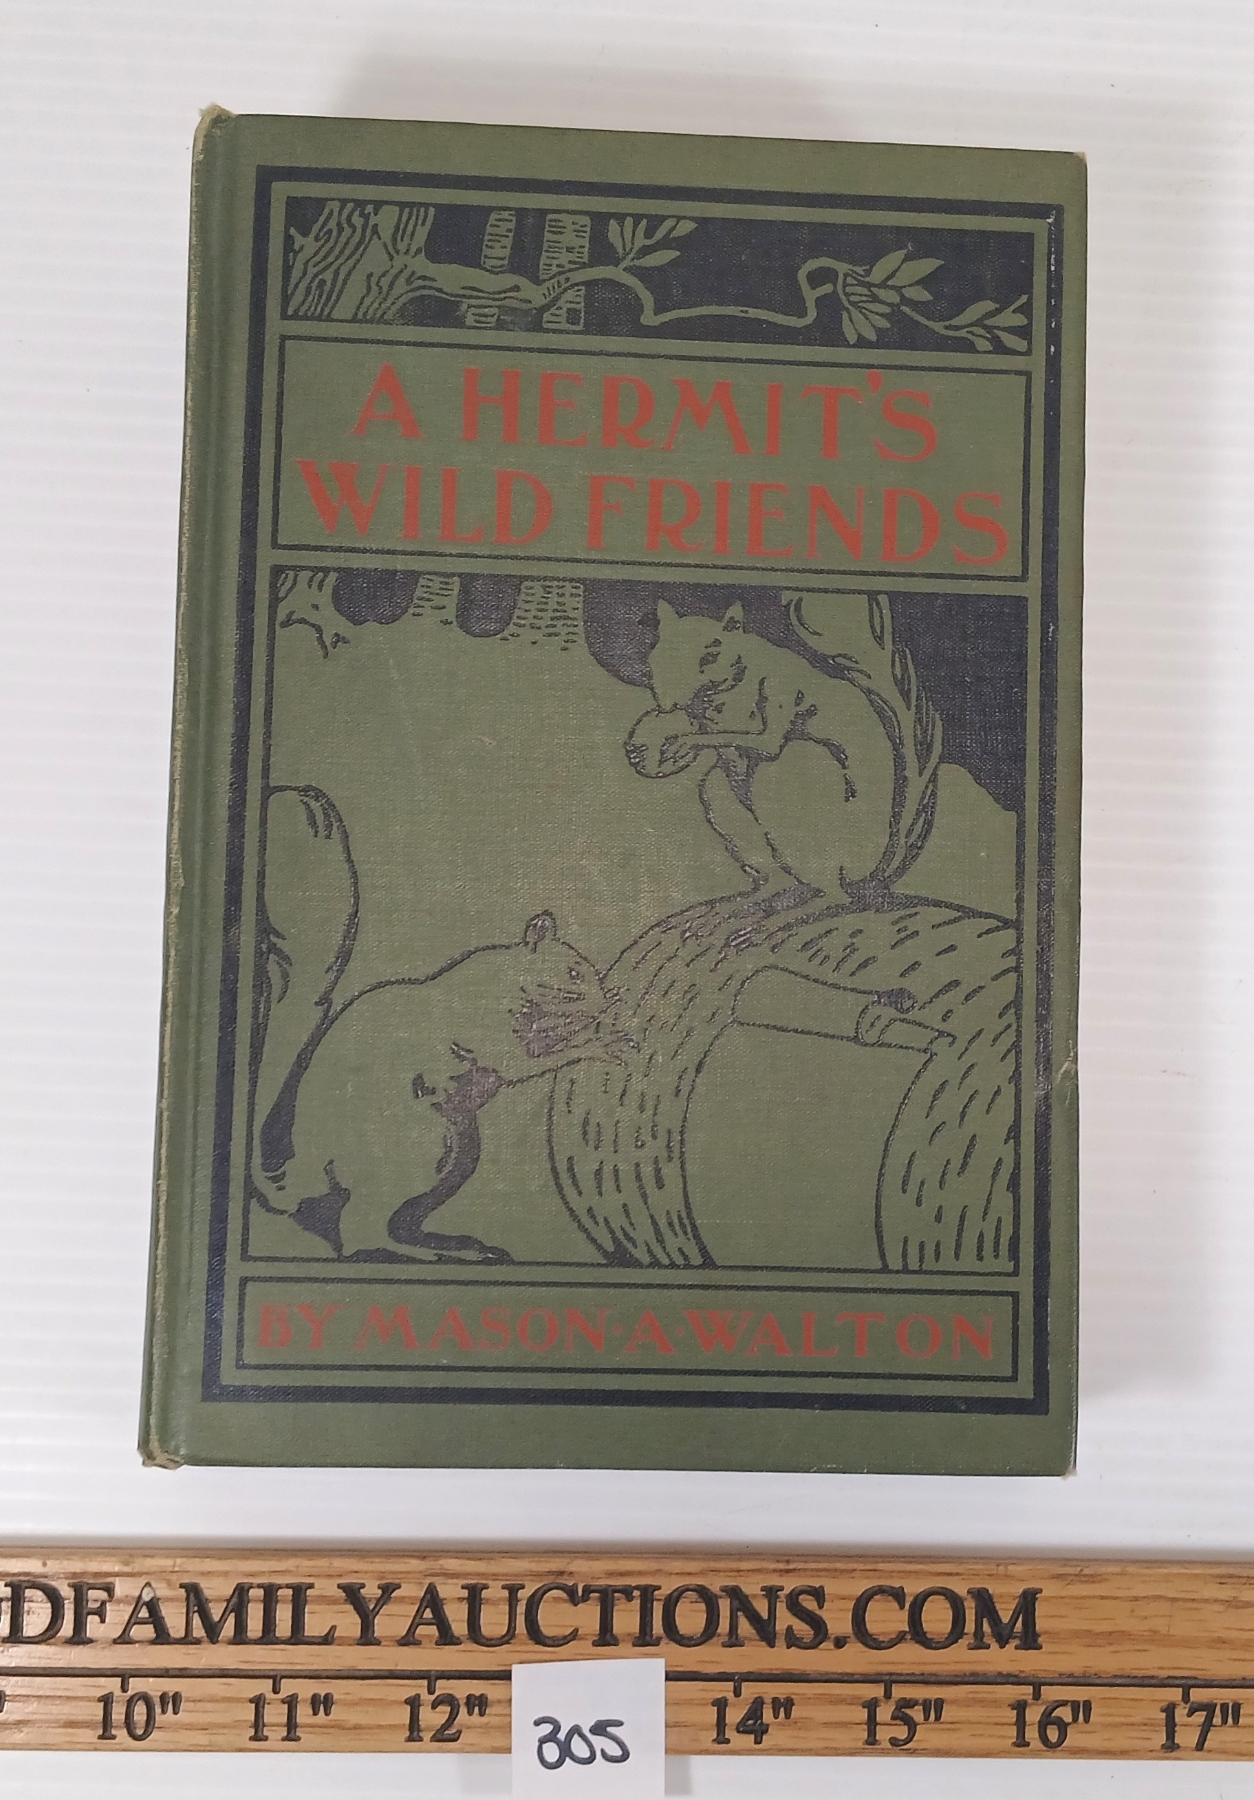 A HERMIT'S
WILD FRIENDS
BY MASON·A·WALTON
DFAMILYAUCTIONS.COM
10" 11" 12" 14" 15" 16" 17"
305